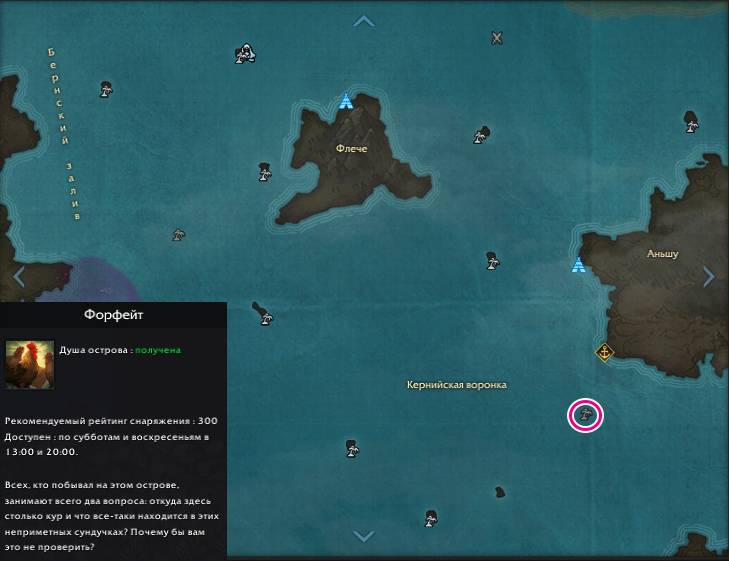 Бернский залив
Флече
Аньшу
Кернийская воронка
Форфейт
Душа острова : получена
Рекомендуемый рейтинг снаряжения : 300
Доступен : по субботам и воскресеньям в
13:00 и 20:00.
Всех, кто побывал на этом острове,
занимают всего два вопроса: откуда здесь
столько кур и что все-таки находится в этих
неприметных сундучках? Почему бы вам
это не проверить?